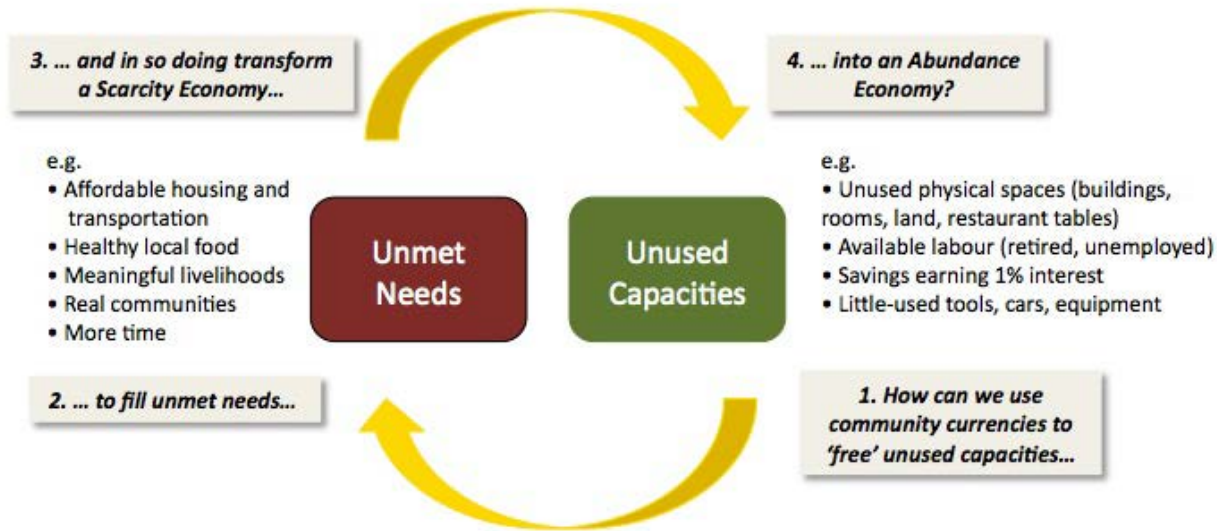 3. … and in so doing transform
a Scarcity Economy…
4. … into an Abundance
Economy?
e.g.
• Affordable housing and
transportation
• Healthy local food
• Meaningful livelihoods
• Real communities
• More time
Unmet
Needs
Unused
Capacities
e.g.
• Unused physical spaces (buildings,
rooms, land, restaurant tables)
• Available labour (retired, unemployed)
• Savings earning 1% interest
• Little-used tools, cars, equipment
2. … to fill unmet needs…
1. How can we use
community currencies to
‘free’ unused capacities…